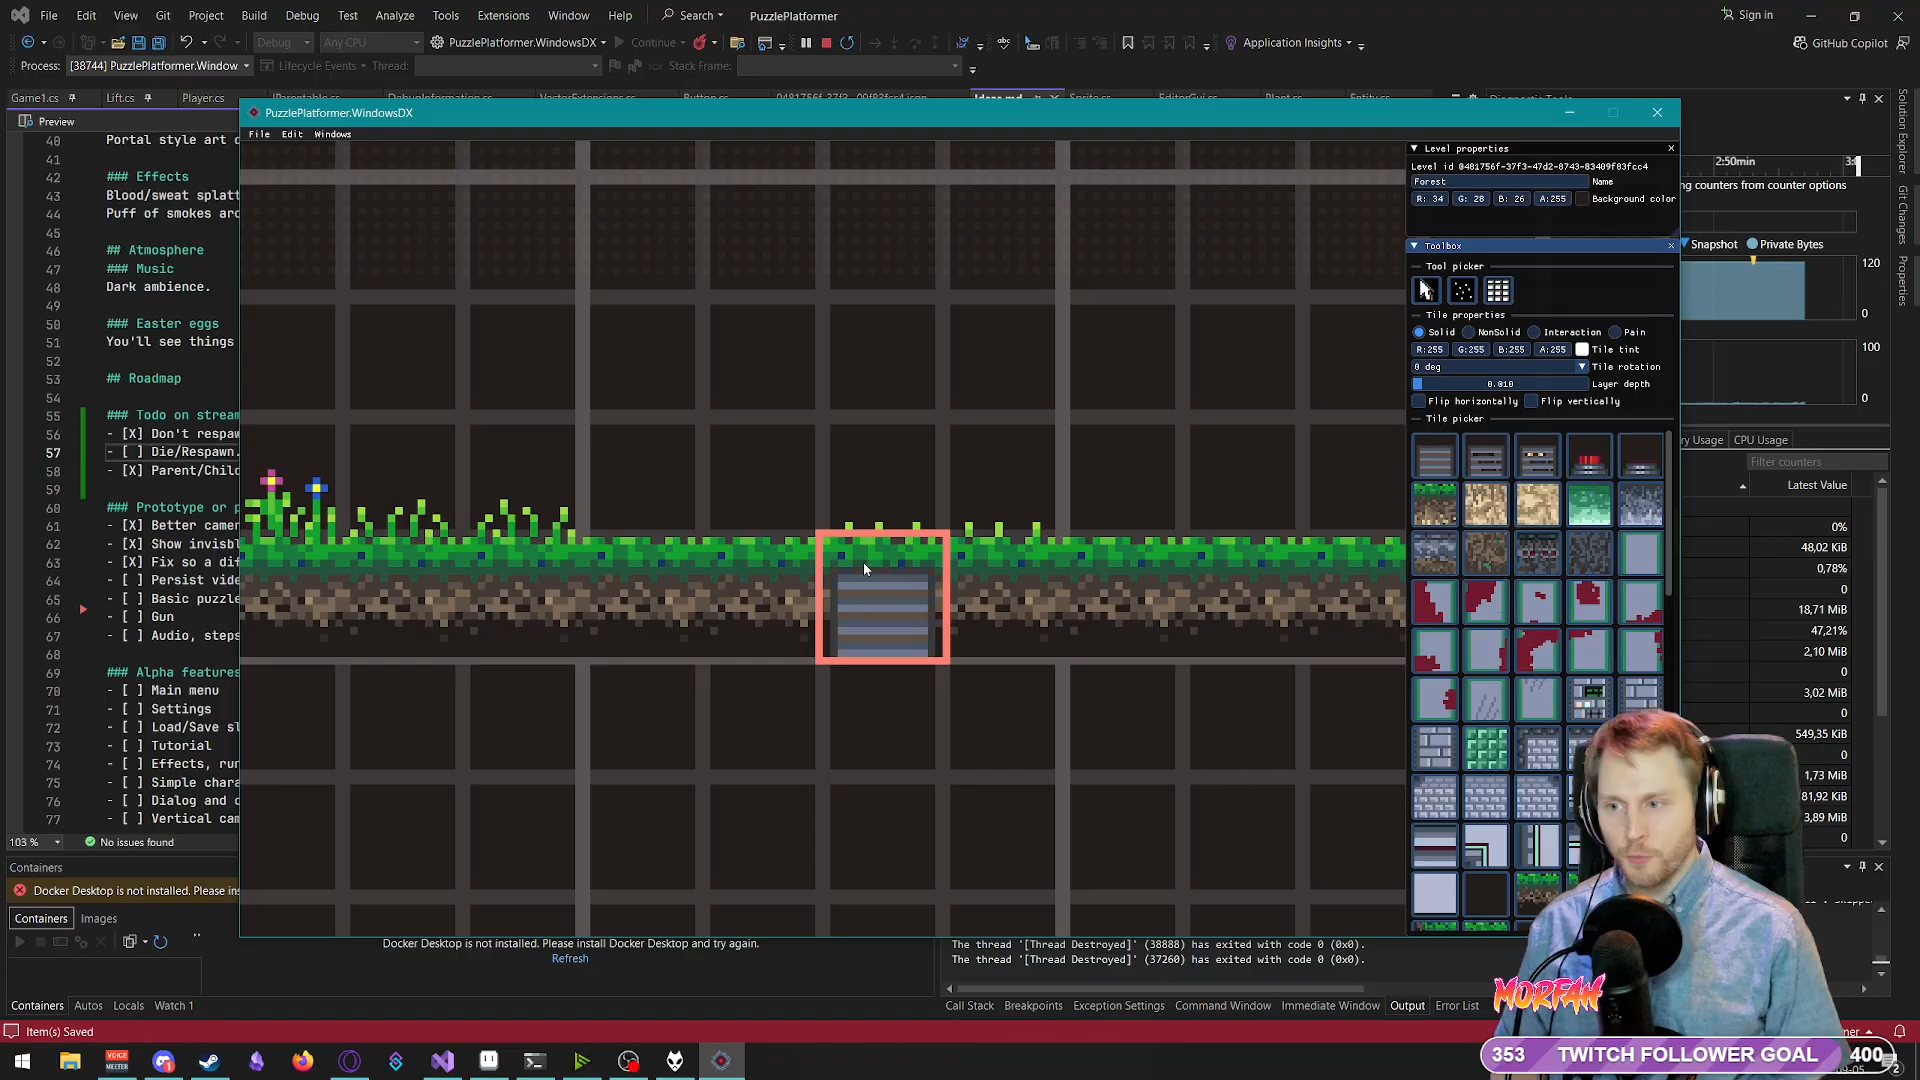 File Edit View Git Project Build Debug Test Analyze Tools Extensions Window Help Search PuzzlePlatformer Sign in
Debug Any CPU PuzzlePlatformer.WindowsDX Continue Application Insights GitHub Copilot
Process: [38744] PuzzlePlatformer.Window Lifecycle Events Thread: Stack Frame:
Game1.cs Lift.cs Player.cs
Preview
PuzzlePlatformer.WindowsDX
File Edit Windows
40 Portal style art
41
42 ### Effects
43 Blood/sweat splatt
44 Puff of smokes
45
46 ## Atmosphere
47 ### Music
48 Dark ambience.
49
50 ### Easter eggs
51 You'll see things
52
53 ## Roadmap
54
55 ### Todo on stream
56 - [X] Don't respaw
57 - [ ] Die/Respawn.
58 - [X] Parent/Child
59
60 ### Prototype or p
61 - [X] Better camer
62 - [X] Show invisbl
63 - [X] Fix so a dif
64 - [ ] Persist vide
65 - [ ] Basic puzzle
66 - [ ] Gun
67 - [ ] Audio, steps
68
69 ### Alpha features
70 - [ ] Main menu
71 - [ ] Settings
72 - [ ] Load/Save sl
73 - [ ] Tutorial
74 - [ ] Effects, run
75 - [ ] Simple chara
76 - [ ] Dialog and c
77 - [ ] Vertical cam
103 % No issues found
Level properties
Level id 0481756f-37f3-47d2-8743-83409f83fcc4
Forest Name
R: 34 G: 28 B: 26 A:255 Background color
Toolbox
Tool picker
Tile properties
Solid NonSolid Interaction Pain
R:255 G:255 B:255 A:255 Tile tint
0 deg Tile rotation
0.010 Layer depth
Flip horizontally Flip vertically
Tile picker
2:50min
ng counters from counter options
Snapshot Private Bytes
120
0
100
0
ry Usage CPU Usage
Filter counters
Latest Value
0%
48,02 KiB
0,78%
0
18,71 MiB
47,21%
2,10 MiB
0
3,02 MiB
0
549,35 KiB
1,73 MiB
81,92 KiB
3,89 MiB
0
Solution Explorer
Git Changes
Properties
Containers
Docker Desktop is not installed. Please ins
Containers Images
Docker Desktop is not installed. Please install Docker Desktop and try again.
Refresh
The thread '[Thread Destroyed]' (38888) has exited with code 0 (0x0).
The thread '[Thread Destroyed]' (37260) has exited with code 0 (0x0).
Containers Autos Locals Watch 1
Call Stack Breakpoints Exception Settings Command Window Immediate Window Output Error List
Item(s) Saved
MORFAH
353 TWITCH FOLLOWER GOAL 400
VOICE MEETER